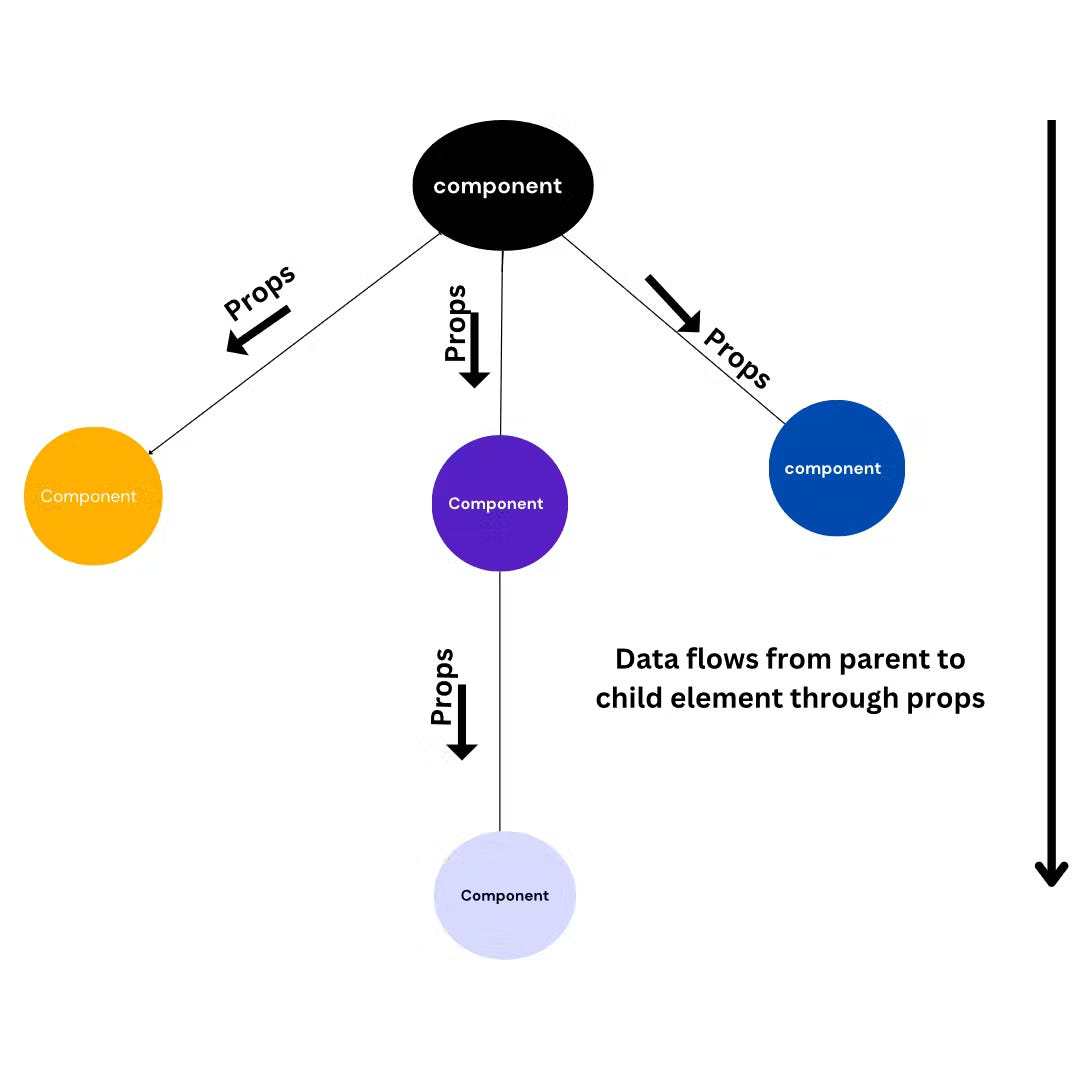 component
Props
Props
Props
Component
Component
component
Props
Data flows from parent to
child element through props
Component